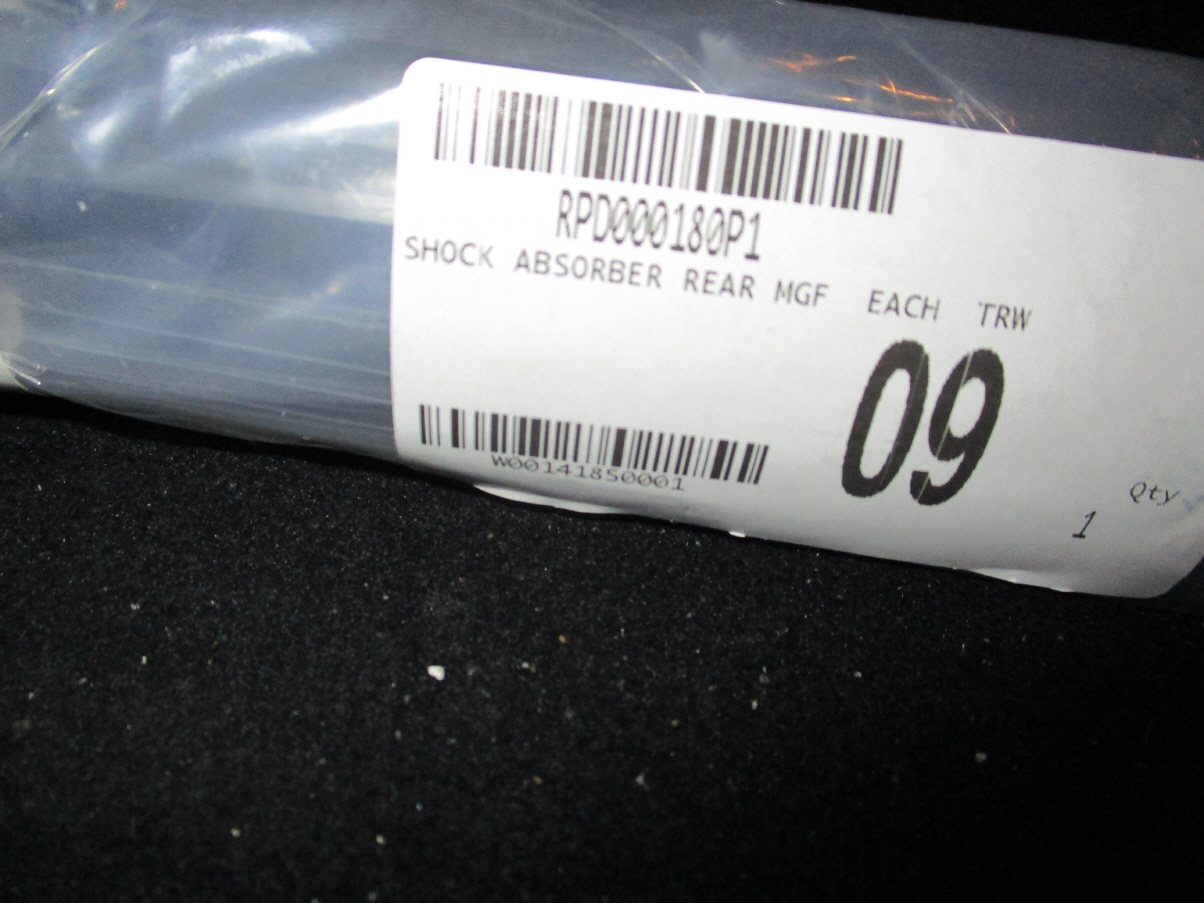 RPD000180P1
SHOCK ABSORBER REAR MGF EACH TRW
09
W00141850001
Qty
1